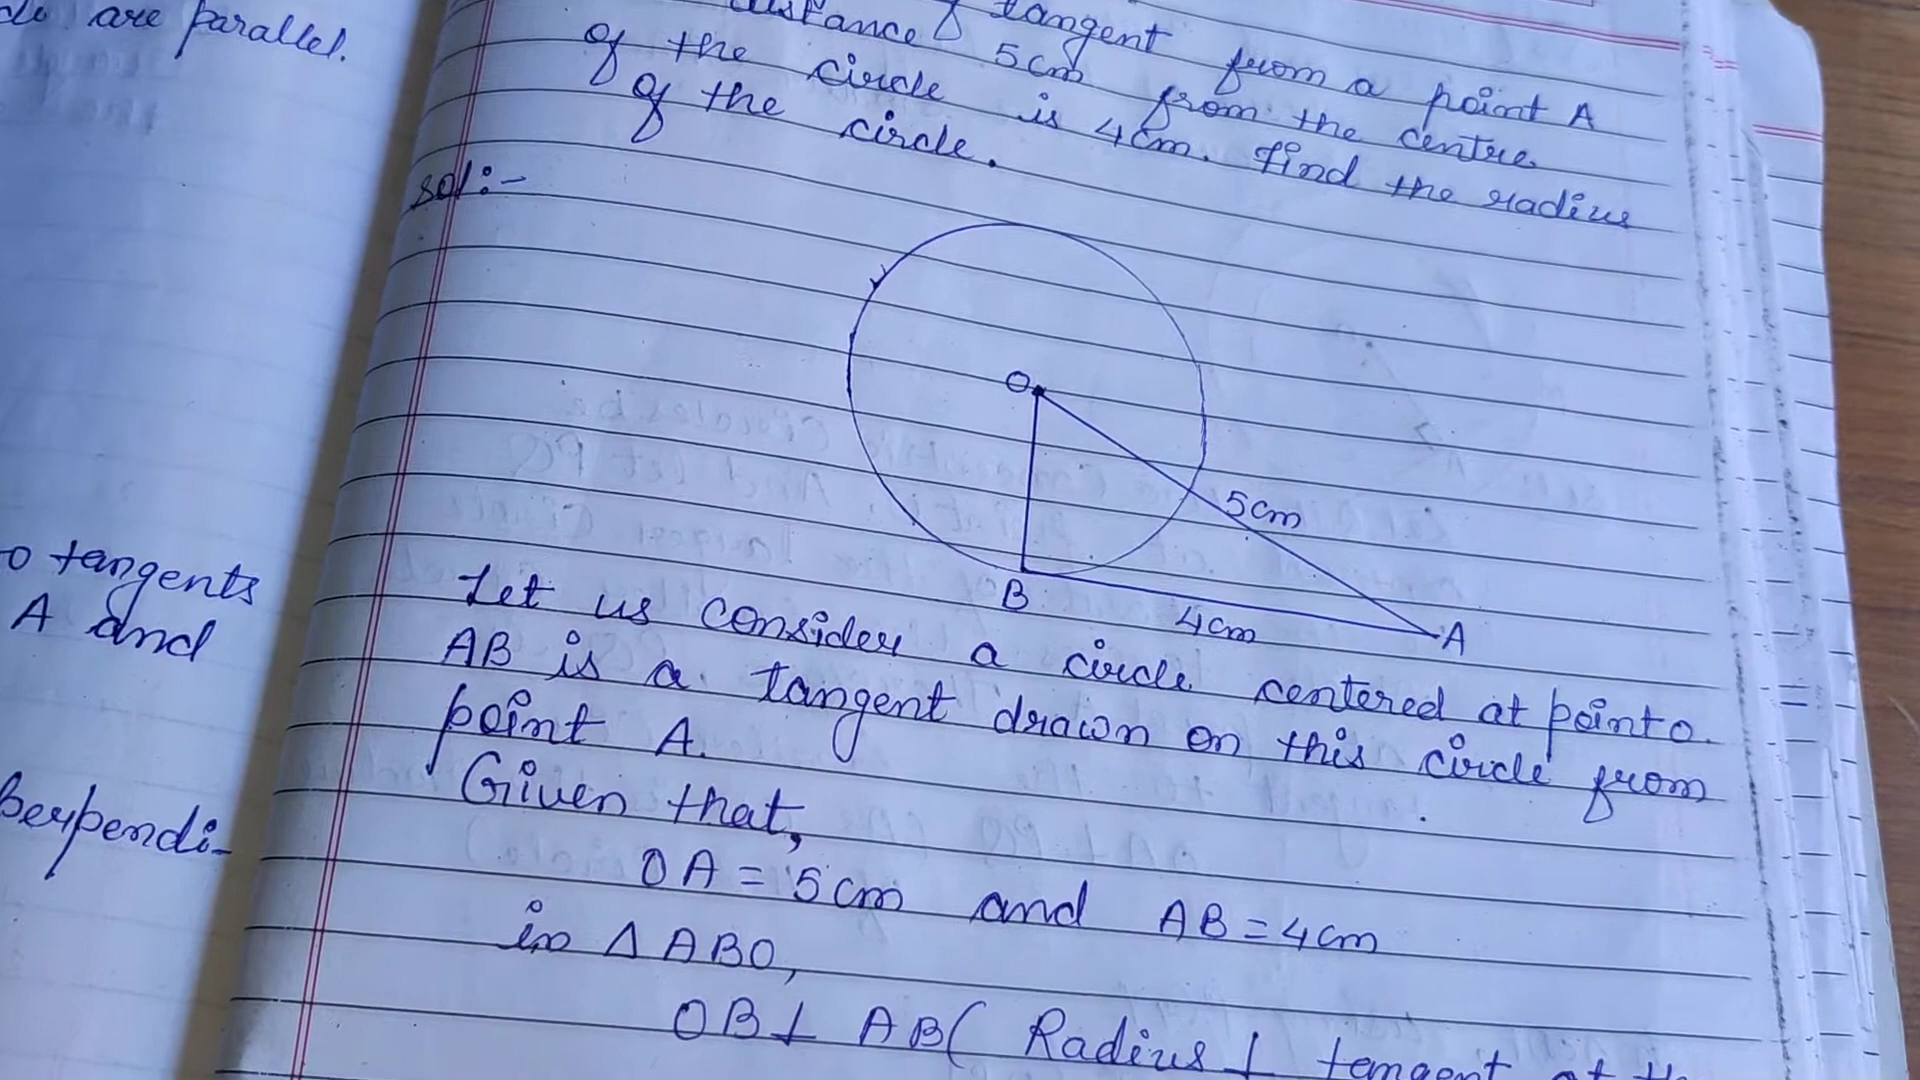 are parallel.
o tangents
A and
perpendi-
distance of tangent from a point A
5cm from the centre
of the circle is 4cm. find the radius
of the circle.
sol:-
O
5cm
B
4cm
A
Let us consider a circle centered at point o.
AB is a tangent drawn on this circle from
point A.
Given that,
OA = 5cm and AB = 4cm
in Δ ABO,
OB ⊥ AB ( Radius ⊥ tangent at